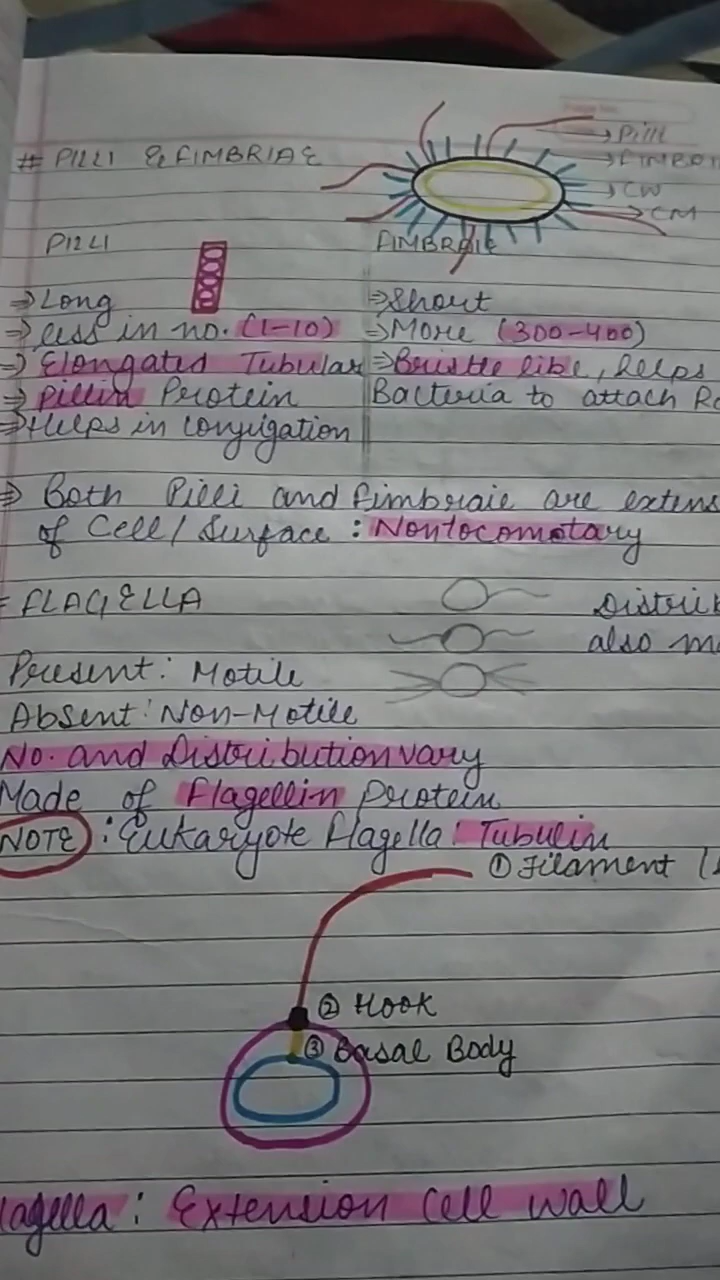 → Pilli
# PILLI & FIMBRIAE
→ CW
→ CM
PILLI FIMBRAIE
⇒ Long ⇒ Short
⇒ less in no. (1-10) ⇒ More (300-400)
⇒ Elongated Tubular ⇒ Bristle like, helps
⇒ Pillin Protein Bacteria to attach
⇒ Helps in conjugation
⇒ Both Pilli and fimbraie are
of Cell / Surface : Nonlocomotary
FLAGELLA
also
Present : Motile
Absent : Non-Motile
No. and Distribution vary
Made of Flagellin Protein
NOTE : Eukaryote Flagella : Tubulin
① Filament
② Hook
③ Basal Body
: Extension Cell wall